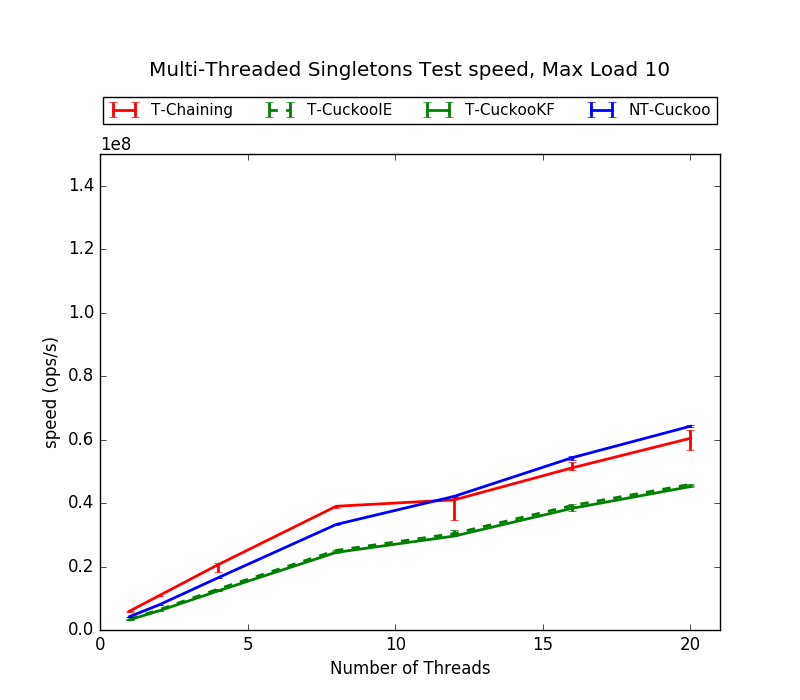 Multi-Threaded Singletons Test speed, Max Load 10
T-Chaining T-CuckooIE T-CuckooKF NT-Cuckoo
1e8
1.4
1.2
1.0
0.8
0.6
0.4
0.2
0.0
speed (ops/s)
0 5 10 15 20
Number of Threads